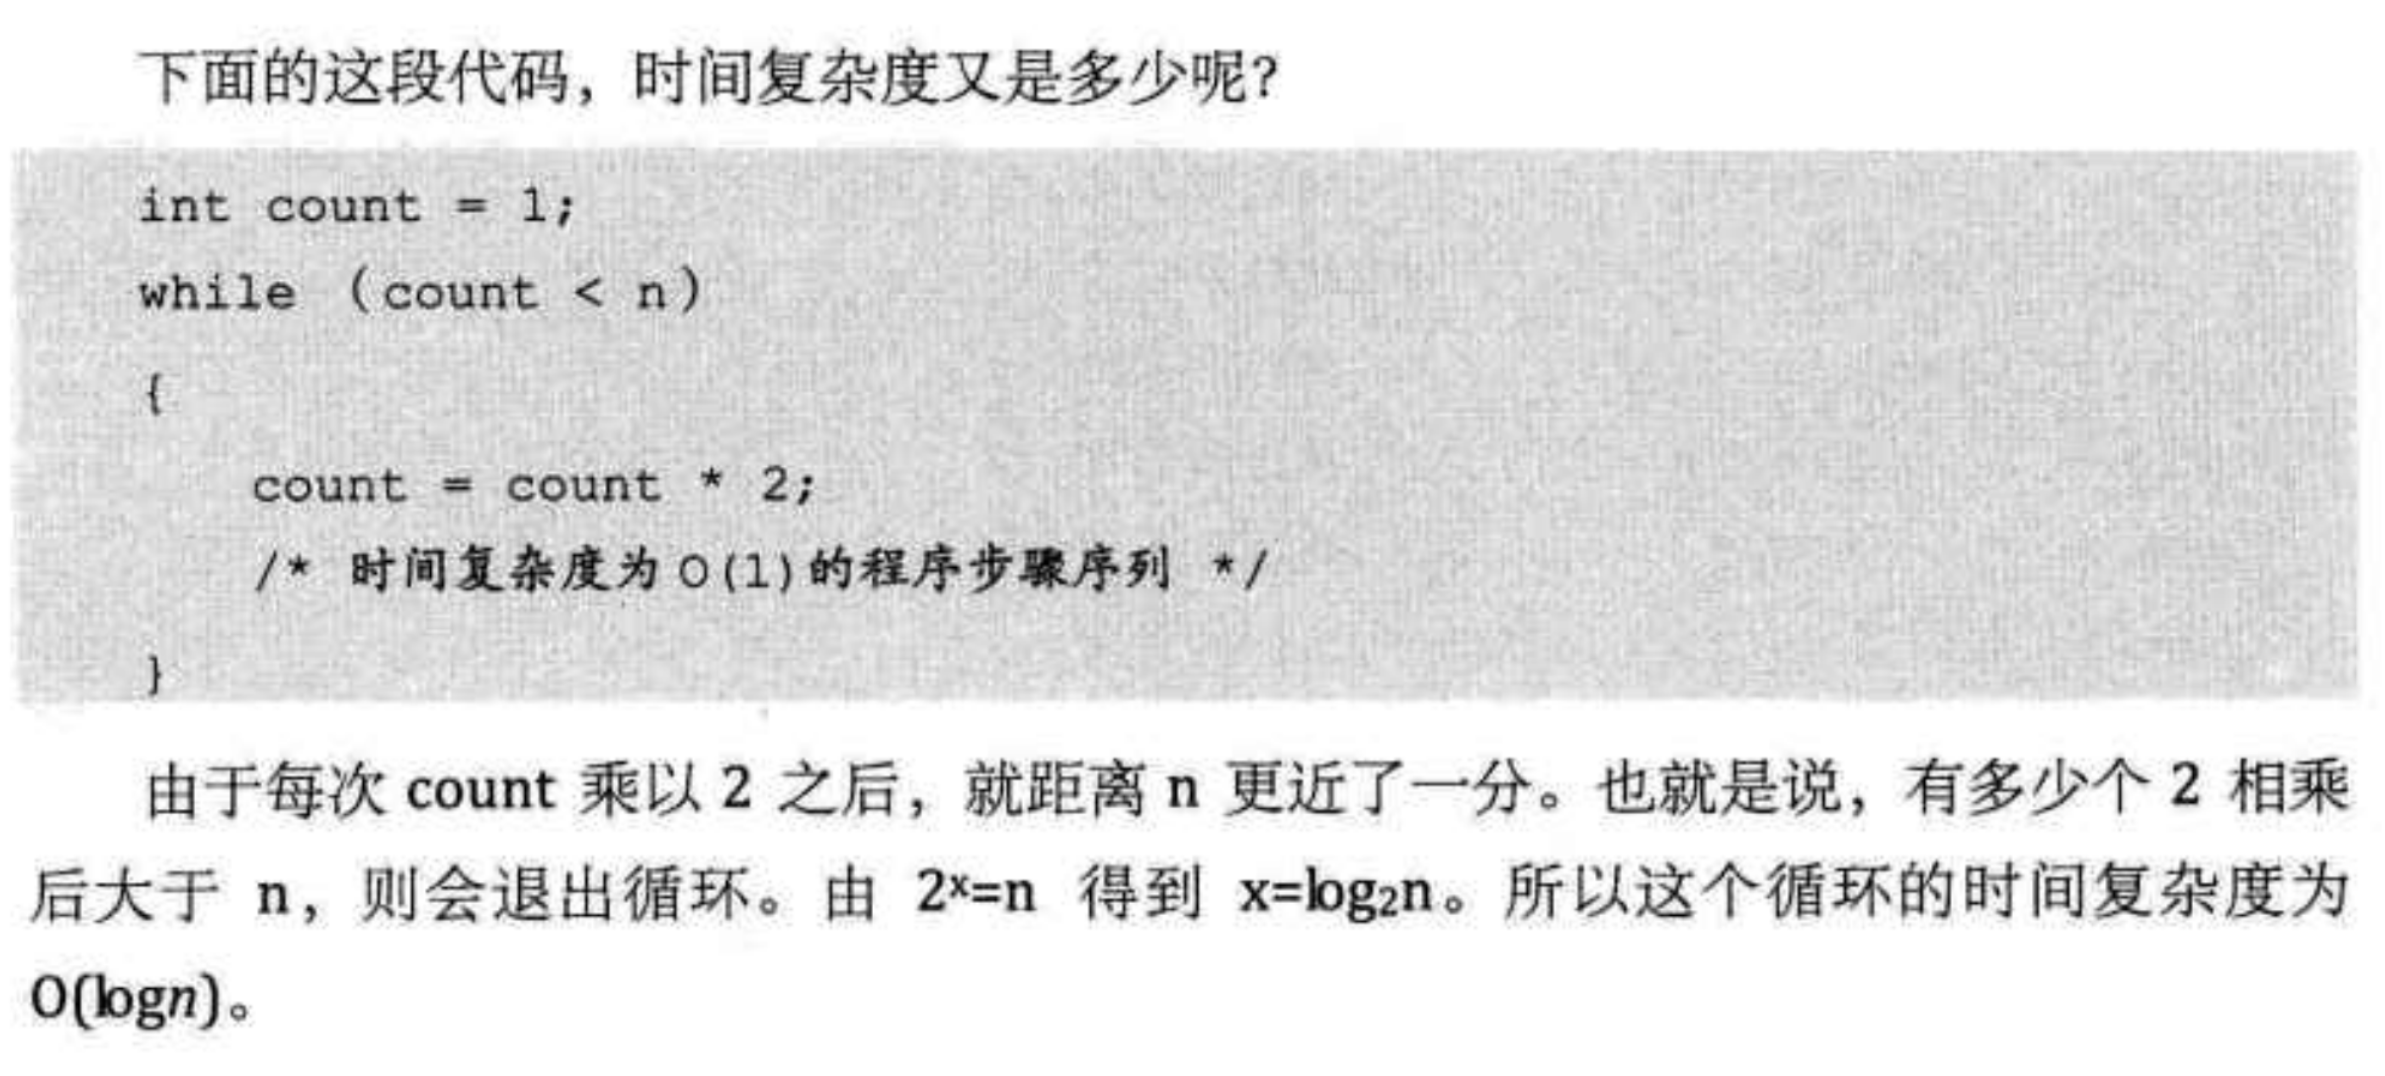 下面的这段代码，时间复杂度又是多少呢？
int count = 1;
while (count < n)
{
count = count * 2;
/* 时间复杂度为O(1)的程序步骤序列 */
}
由于每次 count 乘以 2 之后，就距离 n 更近了一分。也就是说，有多少个 2 相乘
后大于 n，则会退出循环。由 2ˣ=n 得到 x=log₂n。所以这个循环的时间复杂度为
O(logn)。